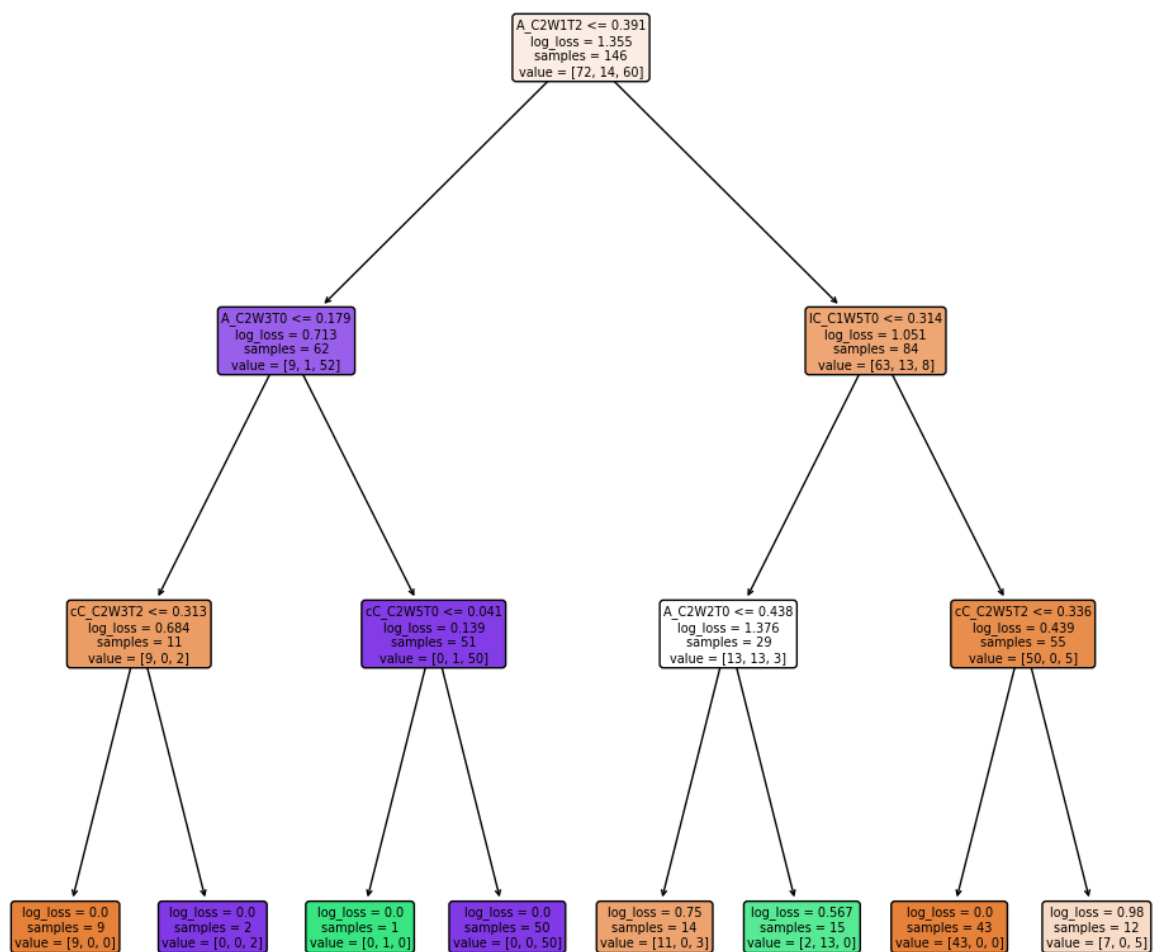 A_C2W1T2 <= 0.391
log_loss = 1.355
samples = 146
value = [72, 14, 60]
A_C2W3T0 <= 0.179
log_loss = 0.713
samples = 62
value = [9, 1, 52]
IC_C1W5T0 <= 0.314
log_loss = 1.051
samples = 84
value = [63, 13, 8]
cC_C2W3T2 <= 0.313
log_loss = 0.684
samples = 11
value = [9, 0, 2]
cC_C2W5T0 <= 0.041
log_loss = 0.139
samples = 51
value = [0, 1, 50]
A_C2W2T0 <= 0.438
log_loss = 1.376
samples = 29
value = [13, 13, 3]
cC_C2W5T2 <= 0.336
log_loss = 0.439
samples = 55
value = [50, 0, 5]
log_loss = 0.0
samples = 9
value = [9, 0, 0]
log_loss = 0.0
samples = 2
value = [0, 0, 2]
log_loss = 0.0
samples = 1
value = [0, 1, 0]
log_loss = 0.0
samples = 50
value = [0, 0, 50]
log_loss = 0.75
samples = 14
value = [11, 0, 3]
log_loss = 0.567
samples = 15
value = [2, 13, 0]
log_loss = 0.0
samples = 43
value = [43, 0, 0]
log_loss = 0.98
samples = 12
value = [7, 0, 5]